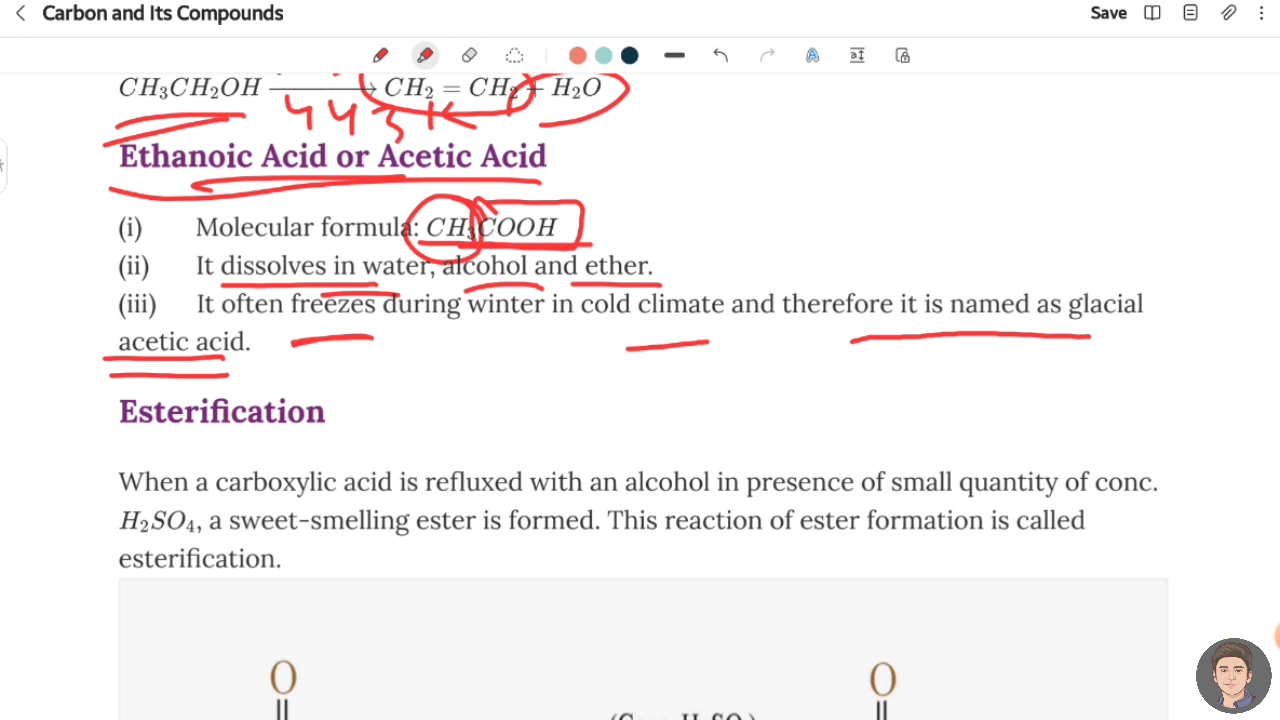 Carbon and Its Compounds
Save
CH₃CH₂OH → CH₂ = CH₂ + H₂O
443K
Ethanoic Acid or Acetic Acid
(i) Molecular formula: CH₃COOH
(ii) It dissolves in water, alcohol and ether.
(iii) It often freezes during winter in cold climate and therefore it is named as glacial
acetic acid.
Esterification
When a carboxylic acid is refluxed with an alcohol in presence of small quantity of conc.
H₂SO₄, a sweet-smelling ester is formed. This reaction of ester formation is called
esterification.
O O